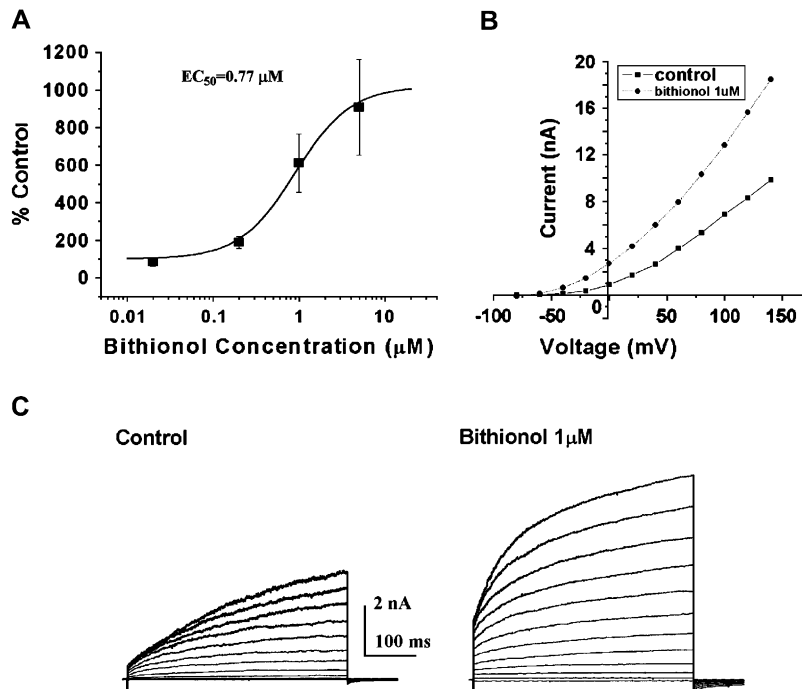 A
1200
1000
800
600
400
200
0
% Control
EC50=0.77 μM
0.01
0.1
1
10
Bithionol Concentration (μM)
B
20
16
12
8
4
0
Current (nA)
control
bithionol 1uM
-100
-50
0
50
100
150
Voltage (mV)
C
Control
Bithionol 1μM
2 nA
100 ms